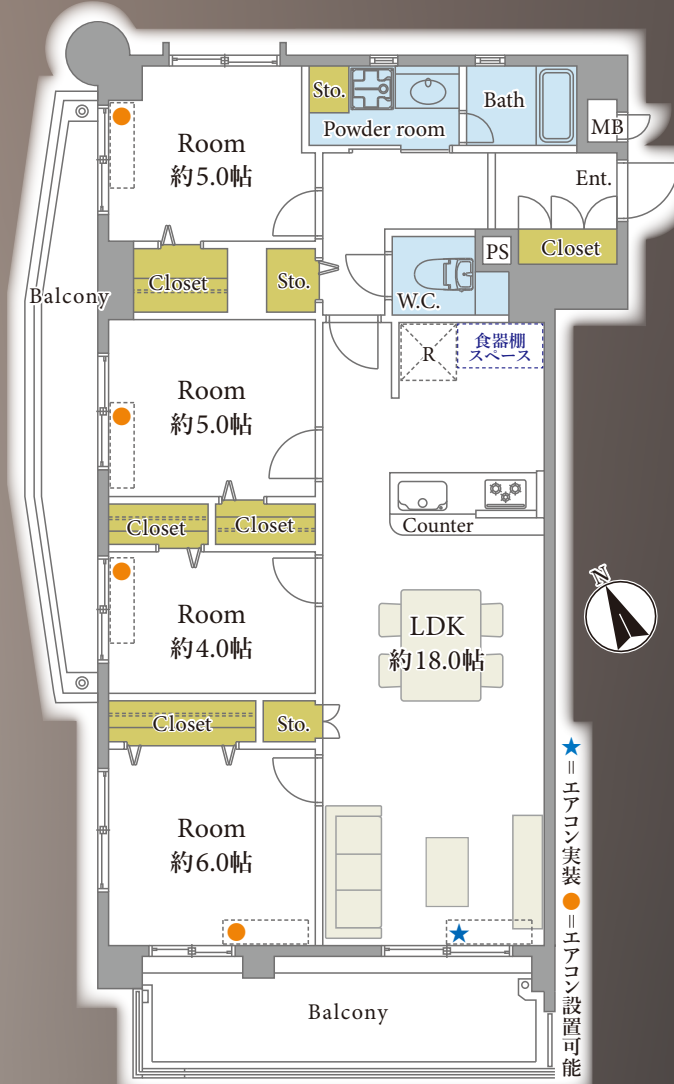 Sto.
Powder room
Bath
MB
Room
約5.0帖
Ent.
Closet
PS
Closet
Sto.
W.C.
Balcony
R
食器棚
スペース
Room
約5.0帖
Counter
Closet
Closet
Room
約4.0帖
LDK
約18.0帖
N
Closet
Sto.
Room
約6.0帖
★=エアコン実装 ●=エアコン設置可能
Balcony